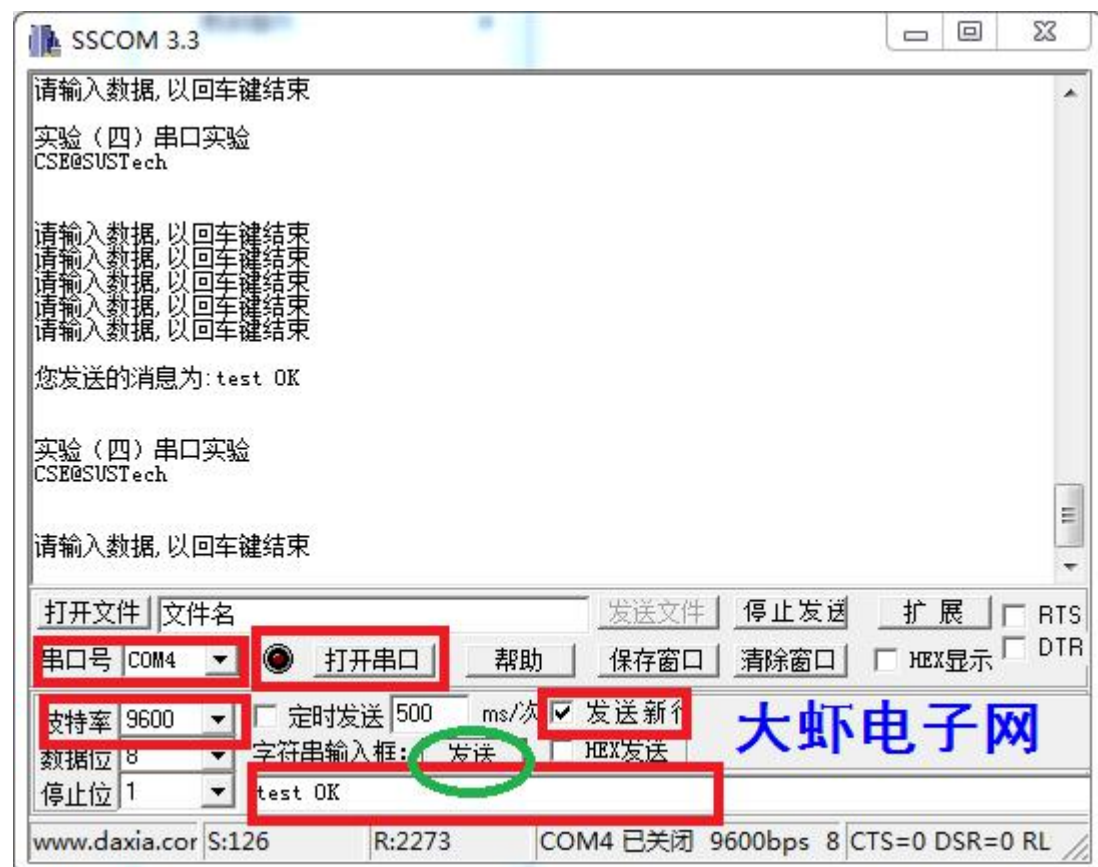 SSCOM 3.3
请输入数据,以回车键结束
实验（四）串口实验
CSE@SUSTech
请输入数据,以回车键结束
请输入数据,以回车键结束
请输入数据,以回车键结束
请输入数据,以回车键结束
请输入数据,以回车键结束
您发送的消息为:test OK
实验（四）串口实验
CSE@SUSTech
请输入数据,以回车键结束
打开文件 文件名 发送文件 停止发送 扩展 RTS
串口号 COM4 打开串口 帮助 保存窗口 清除窗口 HEX显示 DTR
波特率 9600 定时发送 500 ms/次 发送新行 大虾电子网
数据位 8 字符串输入框: 发送 HEX发送
停止位 1 test OK
www.daxia.cor S:126 R:2273 COM4 已关闭 9600bps 8 CTS=0 DSR=0 RL